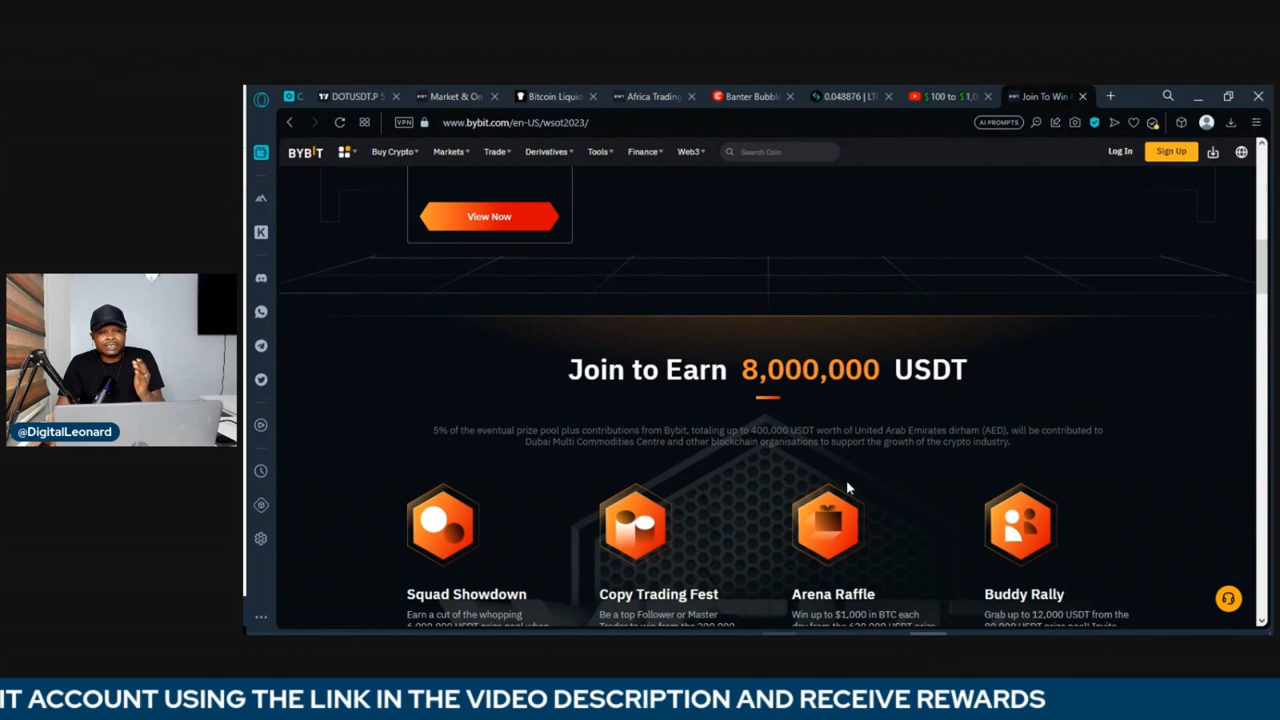 DOTUSDT.P 5
Market & On
Bitcoin Liquid
Africa Trading
Banter Bubbl
0.048876 | LT
$100 to $1,0
Join To Win
VPN
www.bybit.com/en-US/wsot2023/
AI PROMPTS
BYBIT
Buy Crypto
Markets
Trade
Derivatives
Tools
Finance
Web3
Search Coin
Log In
Sign Up
View Now
Join to Earn 8,000,000 USDT
5% of the eventual prize pool plus contributions from Bybit, totaling up to 400,000 USDT worth of United Arab Emirates dirham (AED), will be contributed to
Dubai Multi Commodities Centre and other blockchain organisations to support the growth of the crypto industry.
Squad Showdown
Earn a cut of the whopping
Copy Trading Fest
Be a top Follower or Master
Arena Raffle
Win up to $1,000 in BTC each
Buddy Rally
Grab up to 12,000 USDT from the
@DigitalLeonard
IT ACCOUNT USING THE LINK IN THE VIDEO DESCRIPTION AND RECEIVE REWARDS